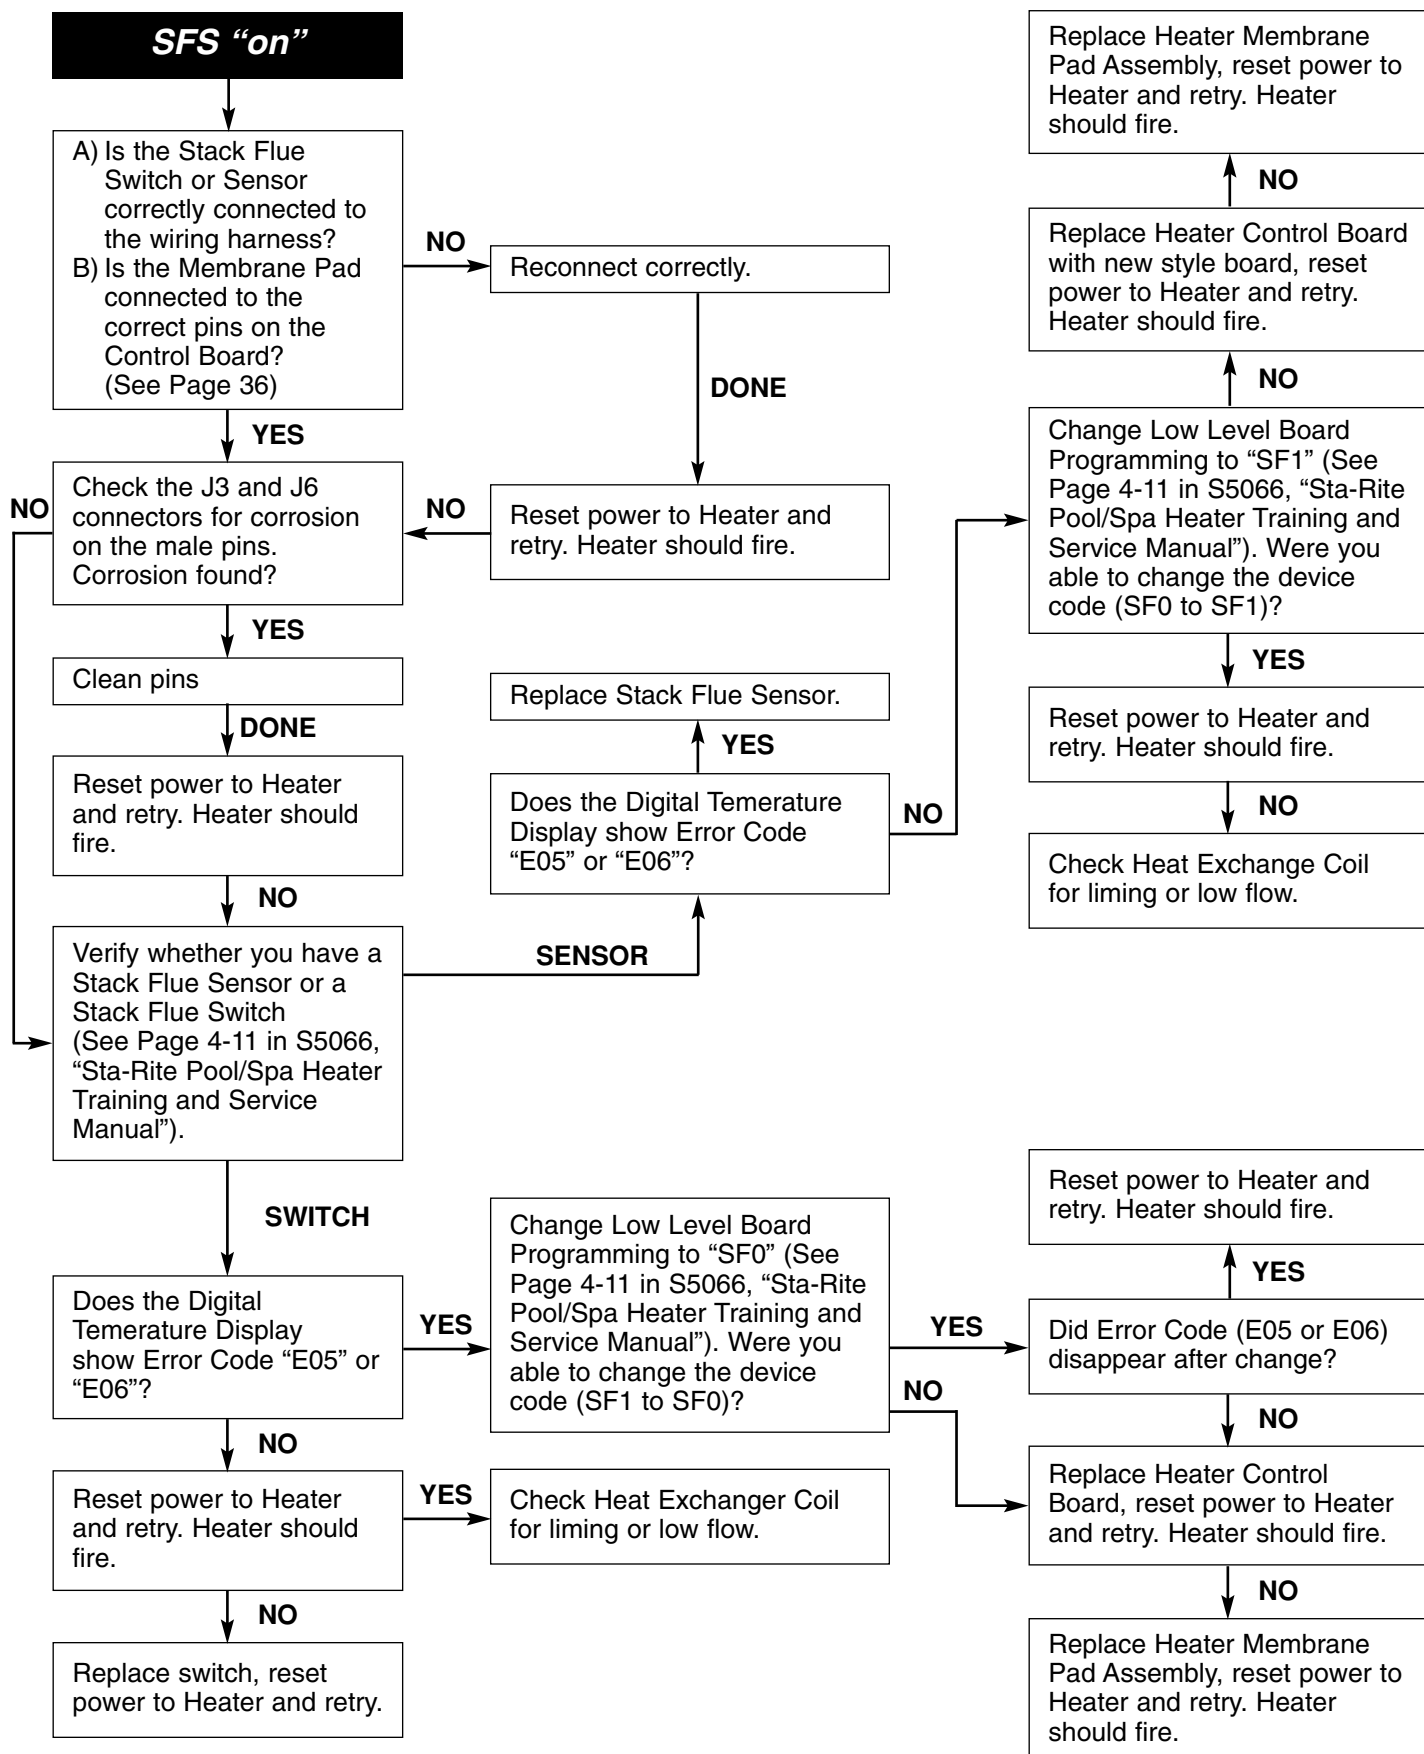 SFS “on”
A) Is the Stack Flue
Switch or Sensor
correctly connected to
the wiring harness?
B) Is the Membrane Pad
connected to the
correct pins on the
Control Board?
(See Page 36)
NO
Reconnect correctly.
DONE
Reset power to Heater and
retry. Heater should fire.
NO
YES
Check the J3 and J6
connectors for corrosion
on the male pins.
Corrosion found?
NO
YES
Clean pins
DONE
Reset power to Heater
and retry. Heater should
fire.
NO
Verify whether you have a
Stack Flue Sensor or a
Stack Flue Switch
(See Page 4-11 in S5066,
“Sta-Rite Pool/Spa Heater
Training and Service
Manual”).
SENSOR
Does the Digital Temerature
Display show Error Code
“E05” or “E06”?
YES
Replace Stack Flue Sensor.
NO
Change Low Level Board
Programming to “SF1” (See
Page 4-11 in S5066, “Sta-Rite
Pool/Spa Heater Training and
Service Manual”). Were you
able to change the device
code (SF0 to SF1)?
NO
Replace Heater Control Board
with new style board, reset
power to Heater and retry.
Heater should fire.
NO
Replace Heater Membrane
Pad Assembly, reset power to
Heater and retry. Heater
should fire.
YES
Reset power to Heater and
retry. Heater should fire.
NO
Check Heat Exchange Coil
for liming or low flow.
SWITCH
Does the Digital
Temerature Display
show Error Code “E05” or
“E06”?
YES
Change Low Level Board
Programming to “SF0” (See
Page 4-11 in S5066, “Sta-Rite
Pool/Spa Heater Training and
Service Manual”). Were you
able to change the device
code (SF1 to SF0)?
YES
Did Error Code (E05 or E06)
disappear after change?
YES
Reset power to Heater and
retry. Heater should fire.
NO
NO
Replace Heater Control
Board, reset power to Heater
and retry. Heater should fire.
NO
Replace Heater Membrane
Pad Assembly, reset power to
Heater and retry. Heater
should fire.
NO
Reset power to Heater
and retry. Heater should
fire.
YES
Check Heat Exchanger Coil
for liming or low flow.
NO
Replace switch, reset
power to Heater and retry.